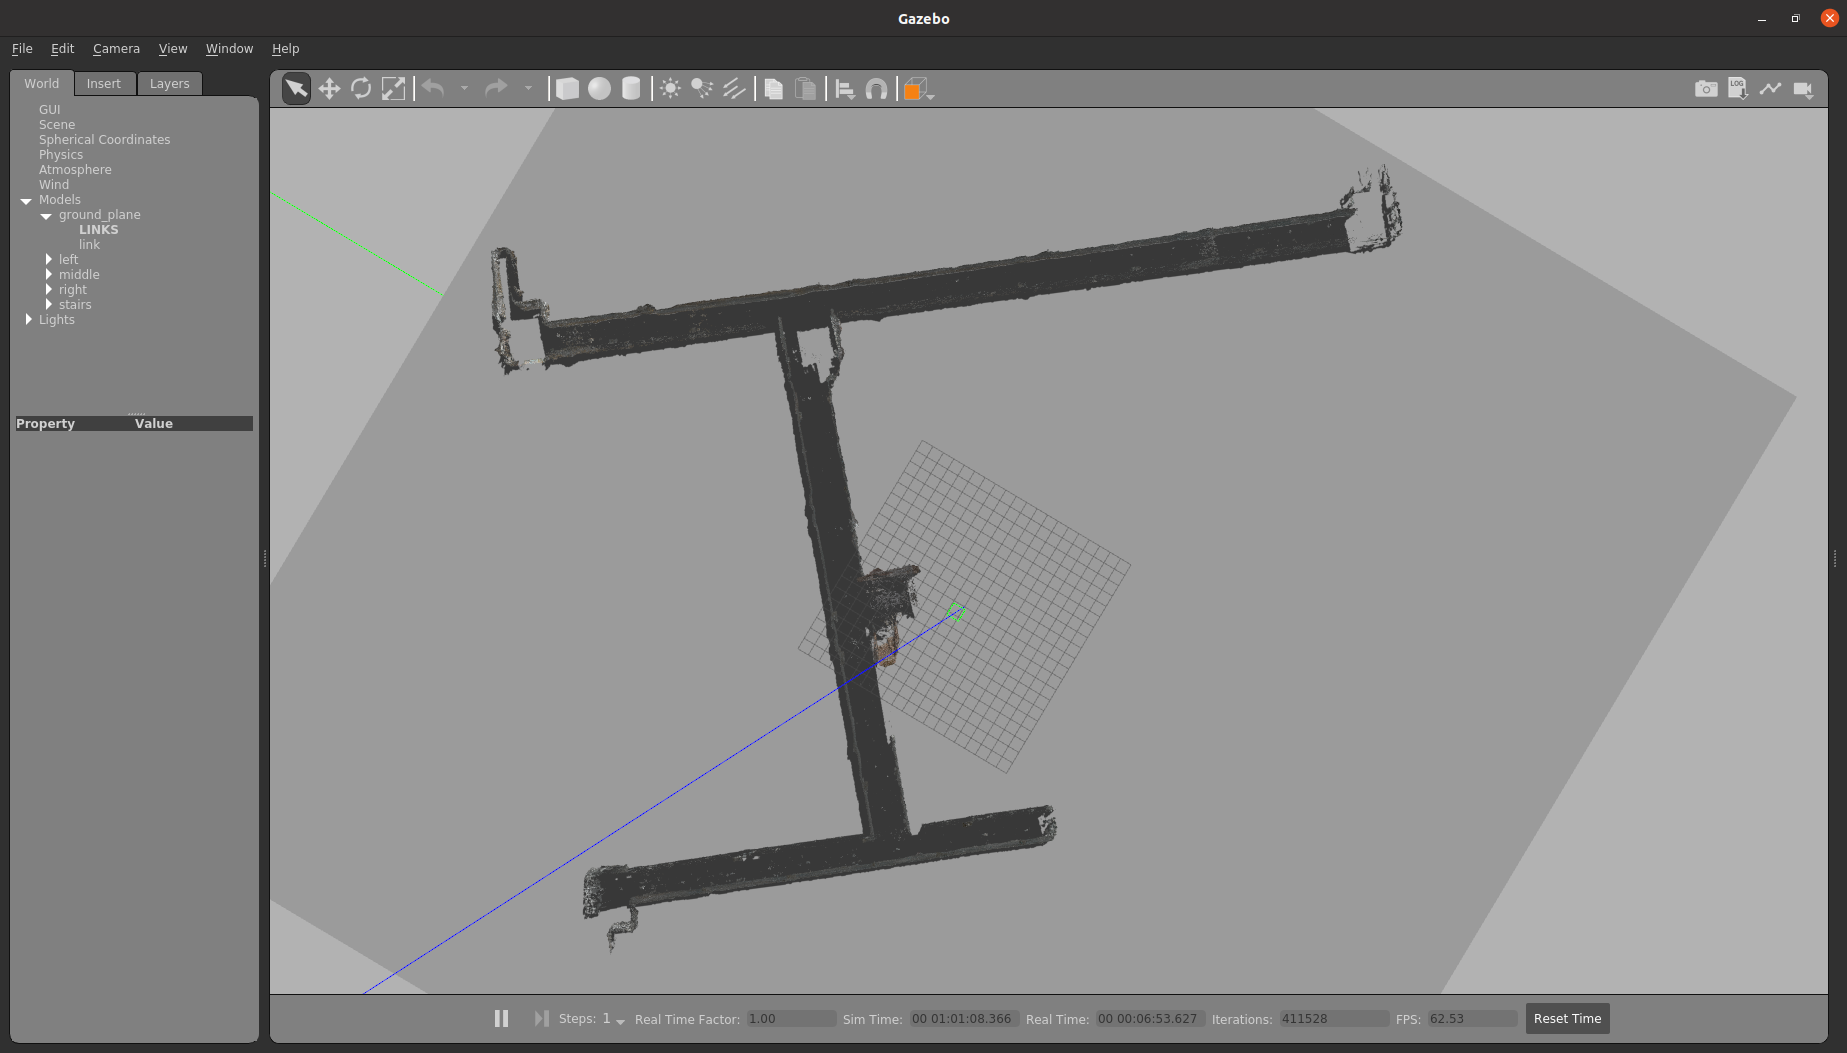 Gazebo
File Edit Camera View Window Help
World Insert Layers
GUI
Scene
Spherical Coordinates
Physics
Atmosphere
Wind
Models
ground_plane
LINKS
link
left
middle
right
stairs
Lights
Property Value
LOG
Steps: 1 Real Time Factor: 1.00 Sim Time: 00 01:01:08.366 Real Time: 00 00:06:53.627 Iterations: 411528 FPS: 62.53 Reset Time